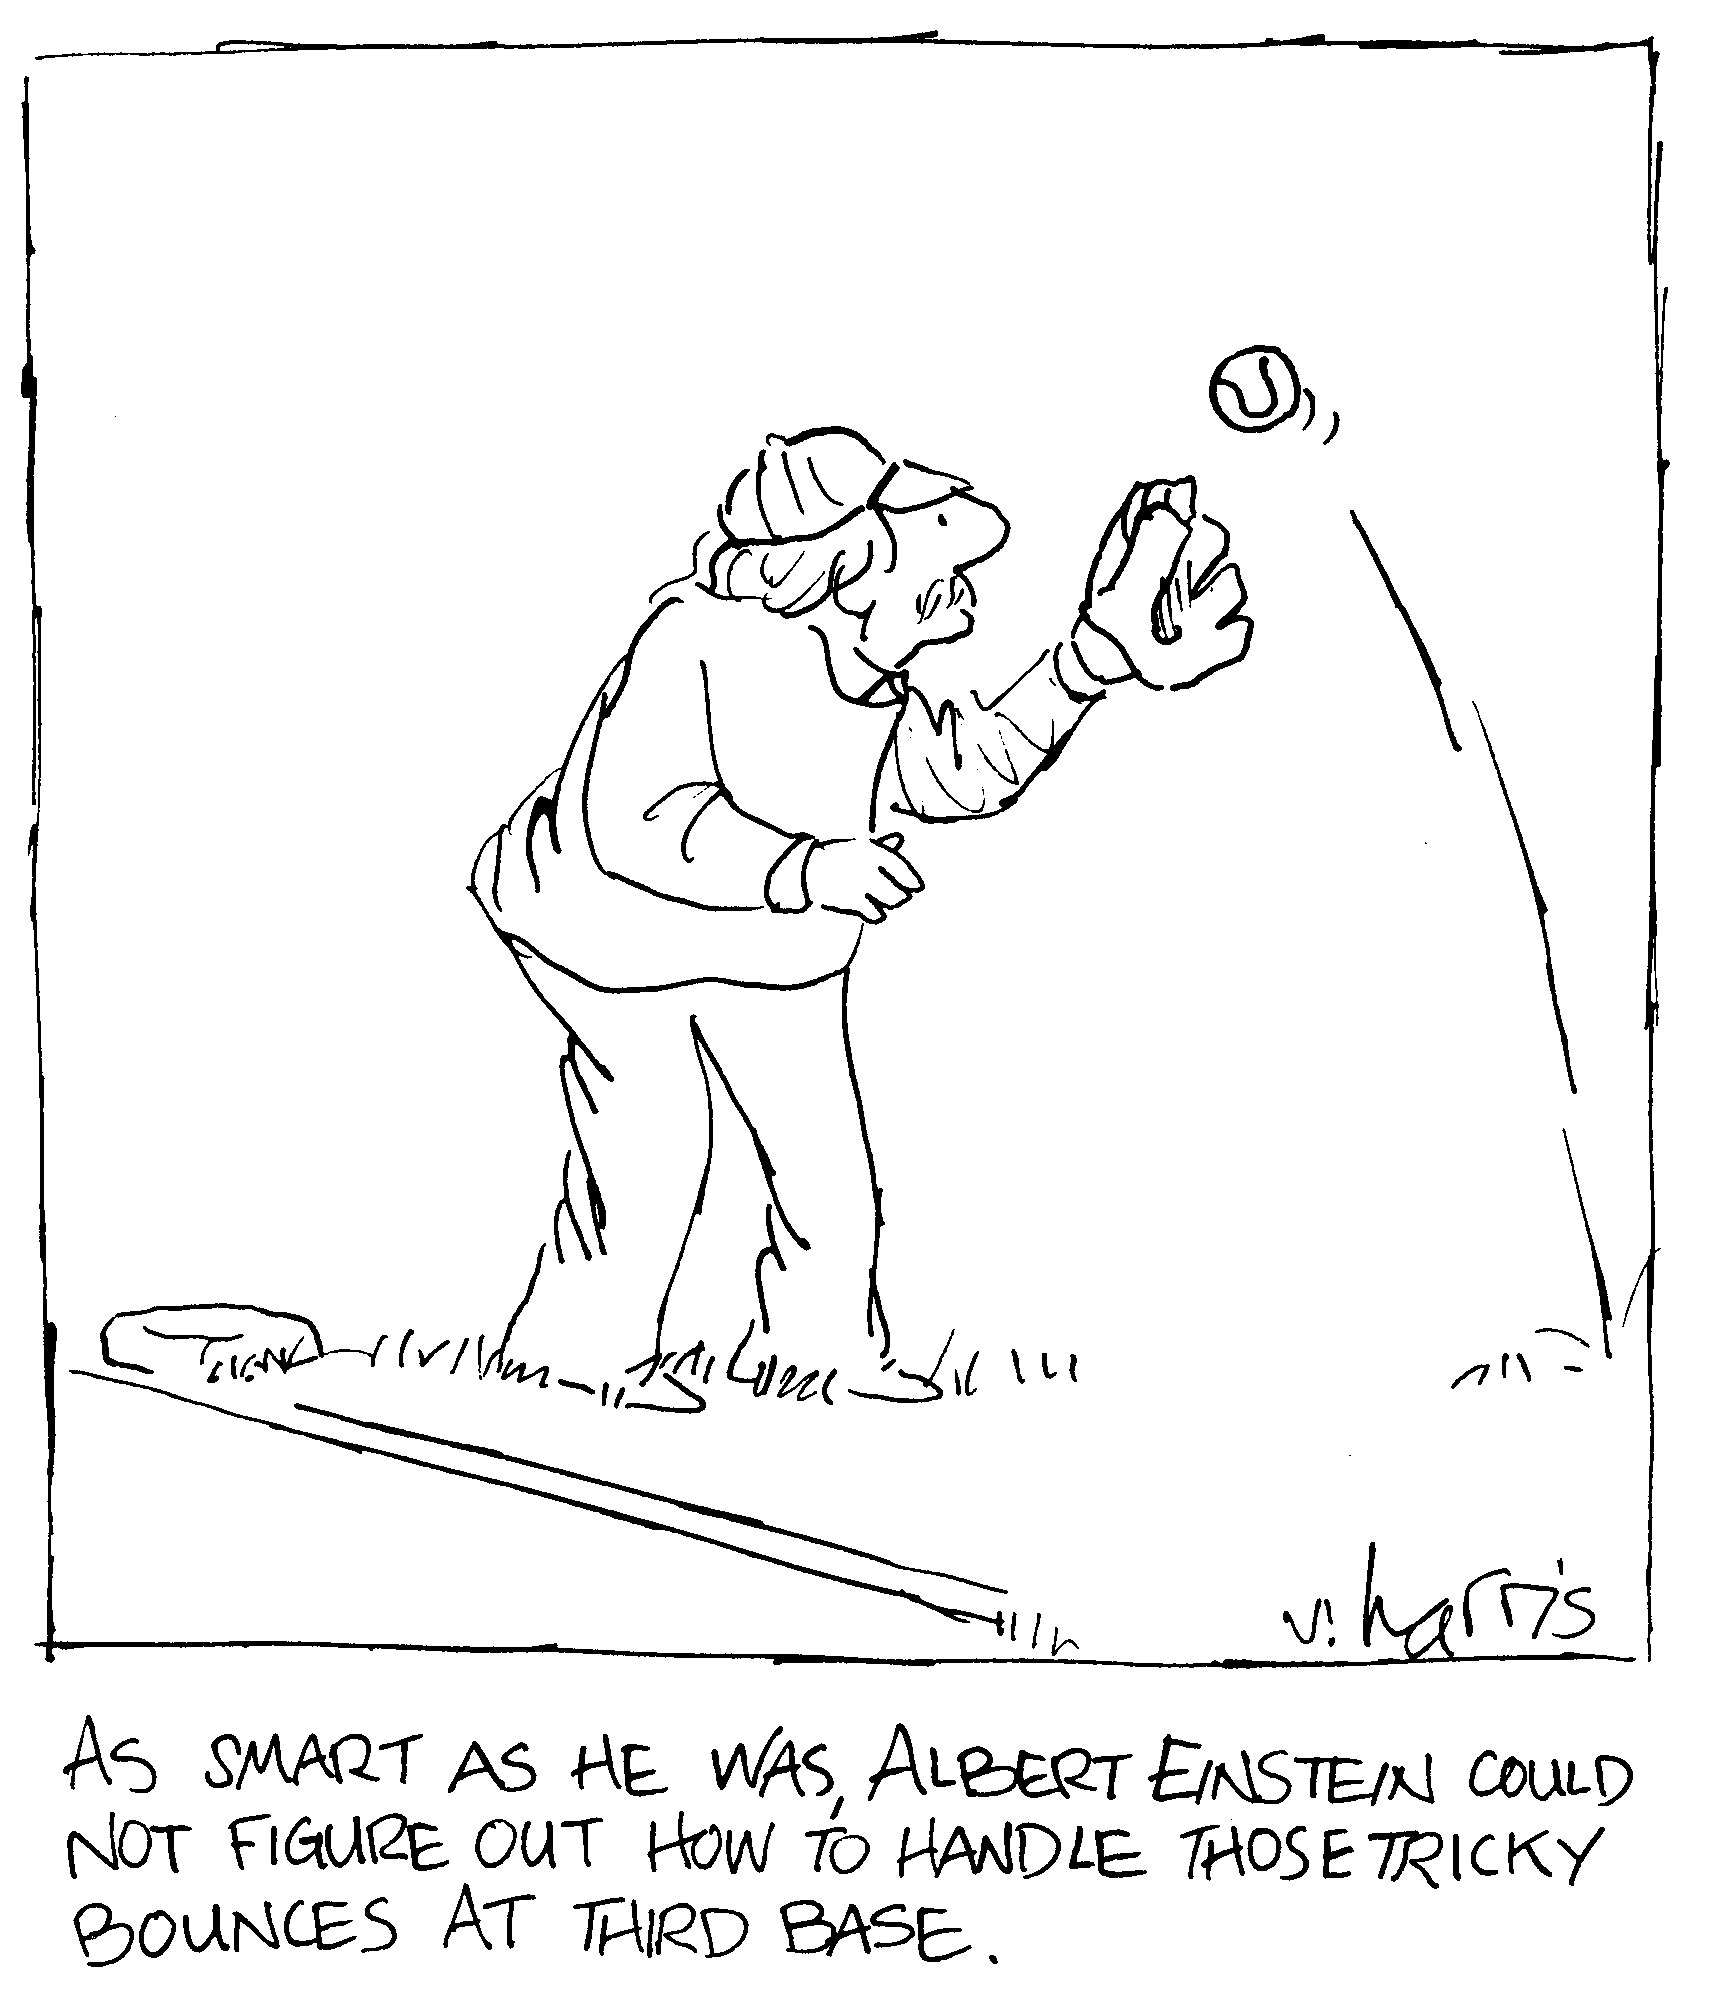 v. harris
AS SMART AS HE WAS, ALBERT EINSTEIN COULD
NOT FIGURE OUT HOW TO HANDLE THOSE TRICKY
BOUNCES AT THIRD BASE.